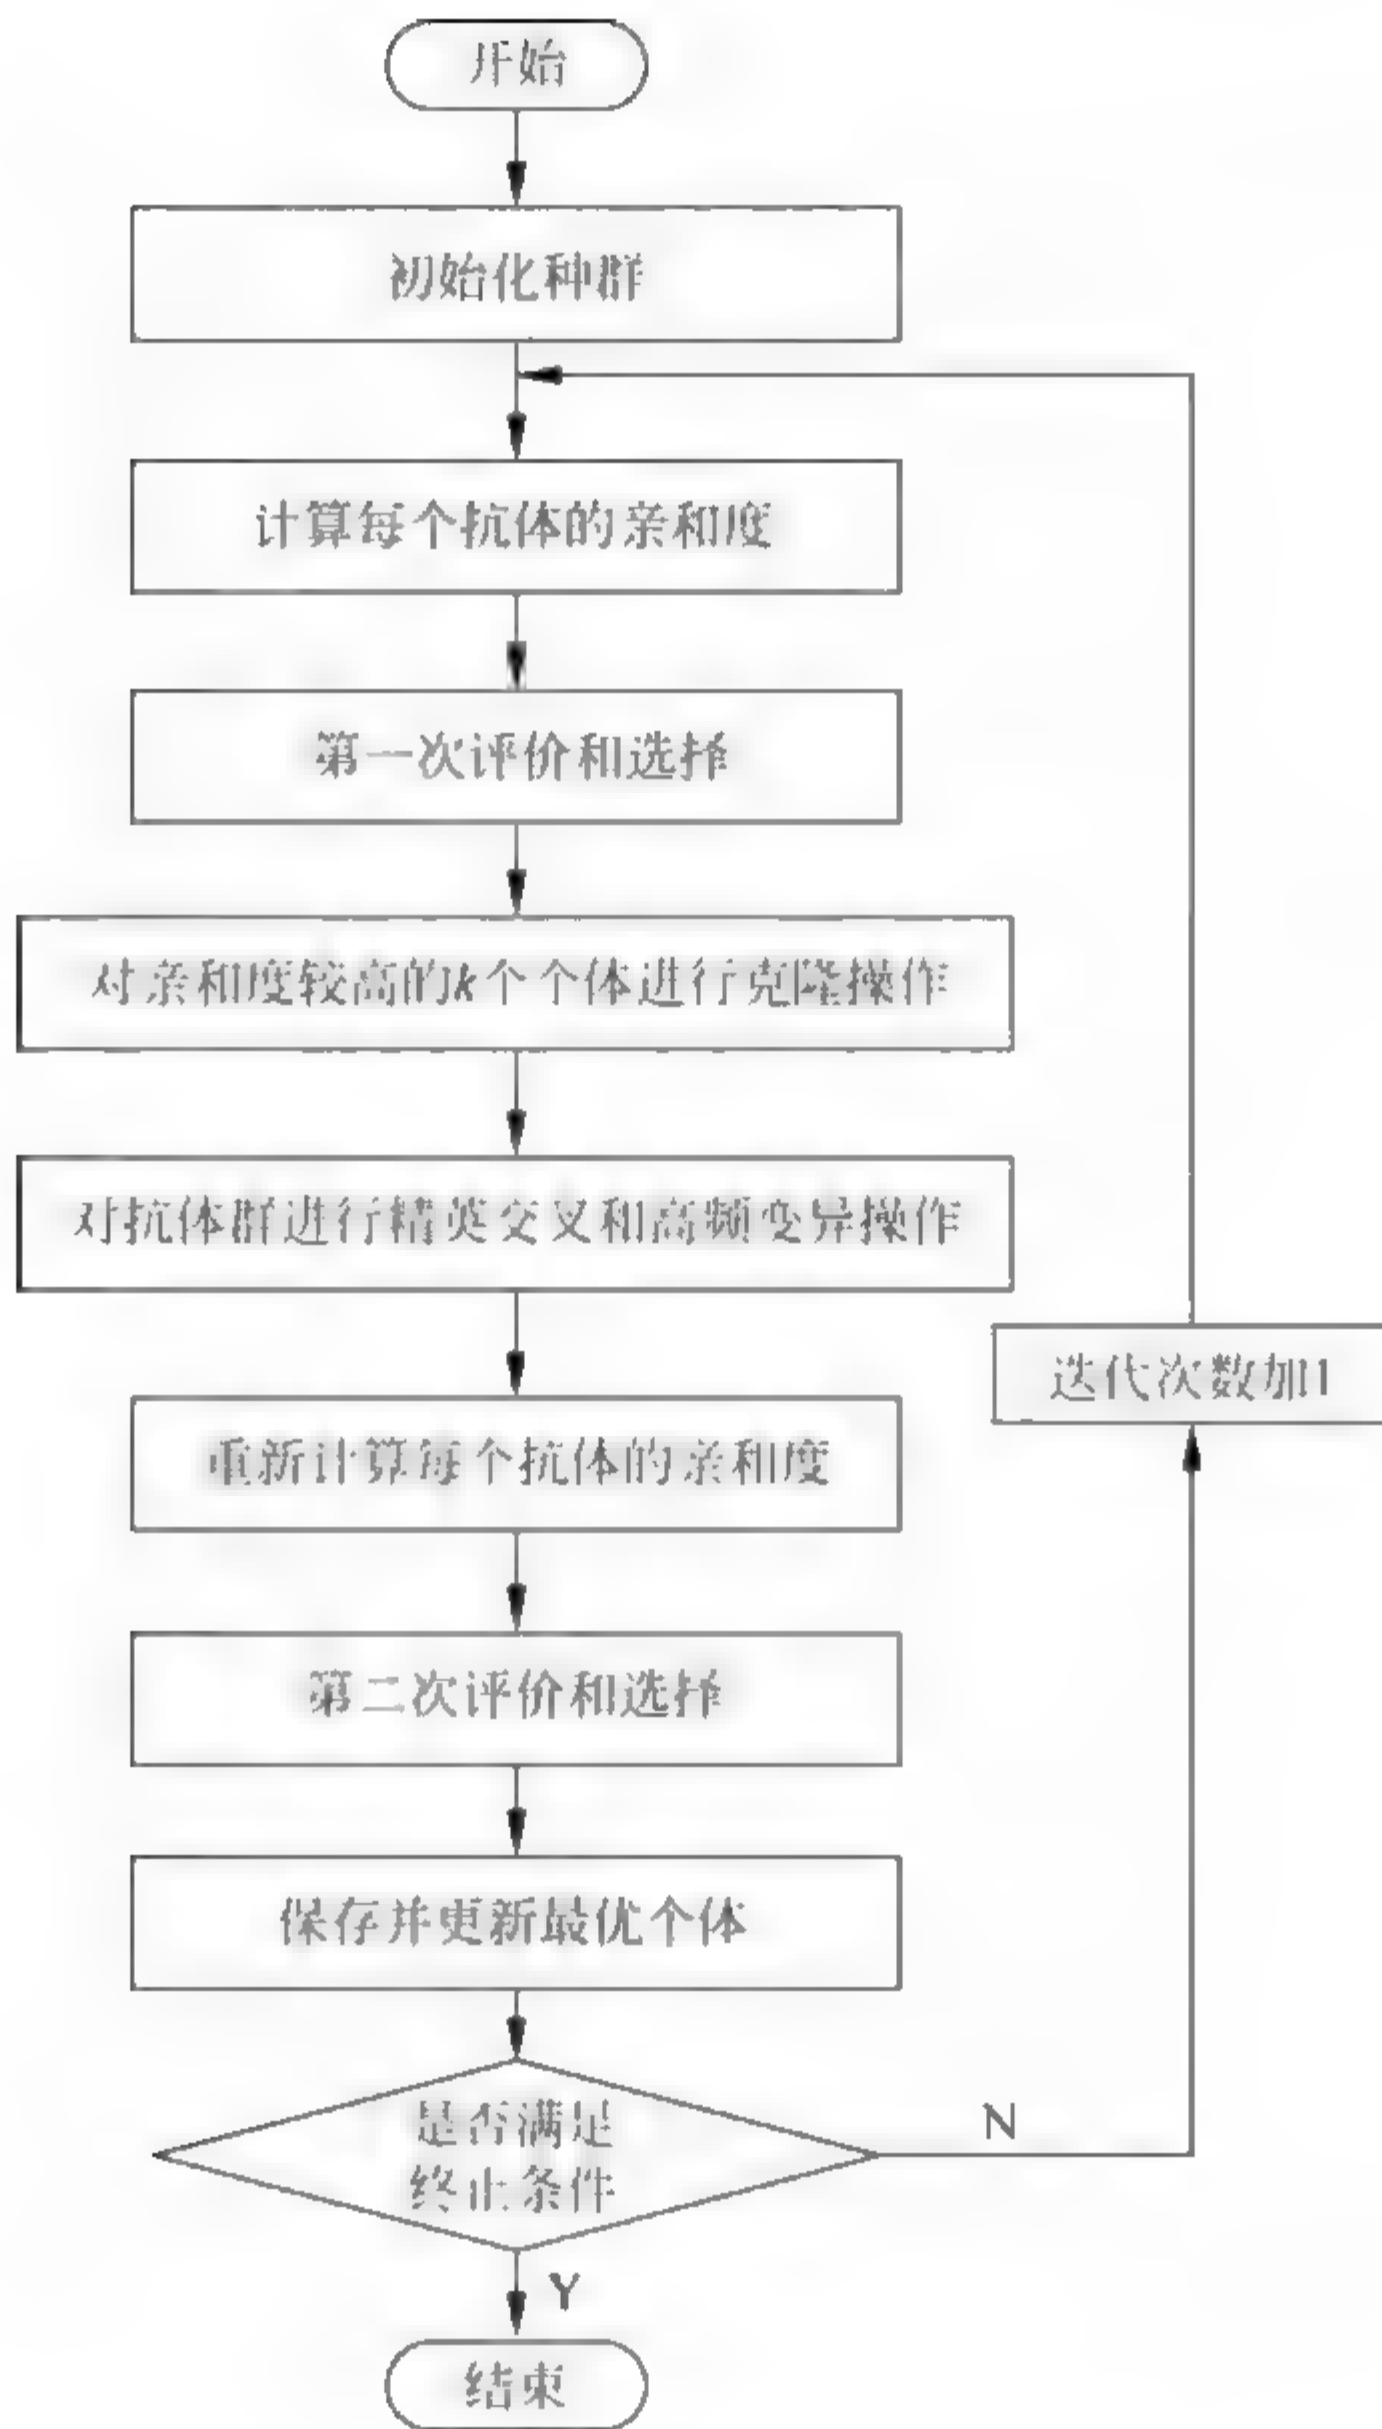 开始
初始化种群
计算每个抗体的亲和度
第一次评价和选择
对亲和度较高的k个个体进行克隆操作
对抗体群进行精英交叉和高频变异操作
迭代次数加1
重新计算每个抗体的亲和度
第二次评价和选择
保存并更新最优个体
是否满足
终止条件
N
Y
结束